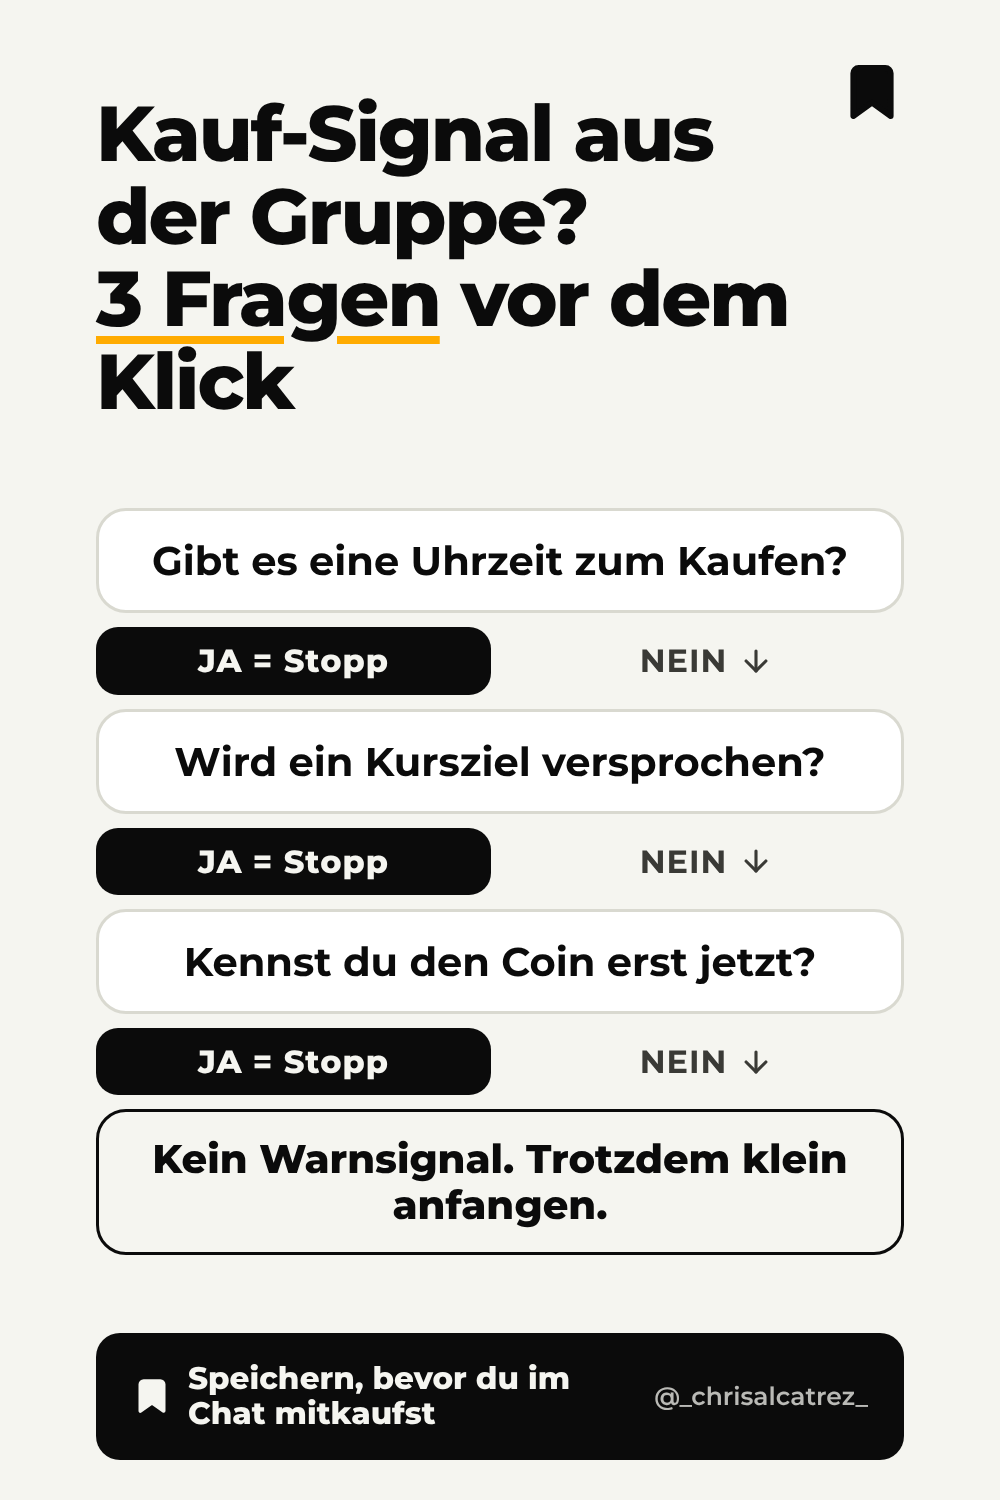 Kauf-Signal aus
der Gruppe?
3 Fragen vor dem
Klick
Gibt es eine Uhrzeit zum Kaufen?
JA = Stopp
NEIN ↓
Wird ein Kursziel versprochen?
JA = Stopp
NEIN ↓
Kennst du den Coin erst jetzt?
JA = Stopp
NEIN ↓
Kein Warnsignal. Trotzdem klein
anfangen.
Speichern, bevor du im
Chat mitkaufst
@_chrisalcatrez_